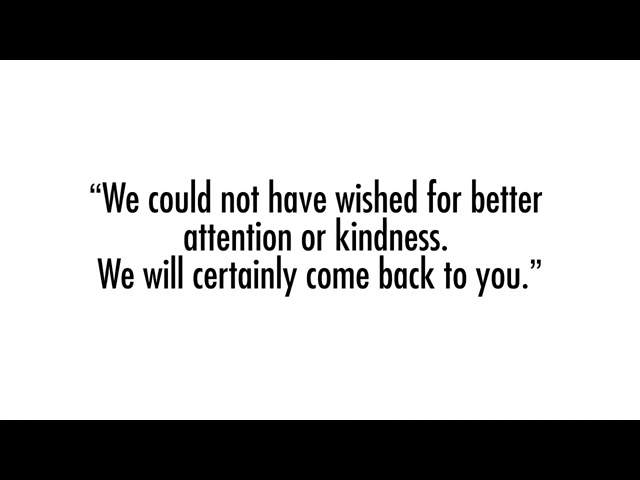 “We could not have wished for better
attention or kindness.
We will certainly come back to you.”